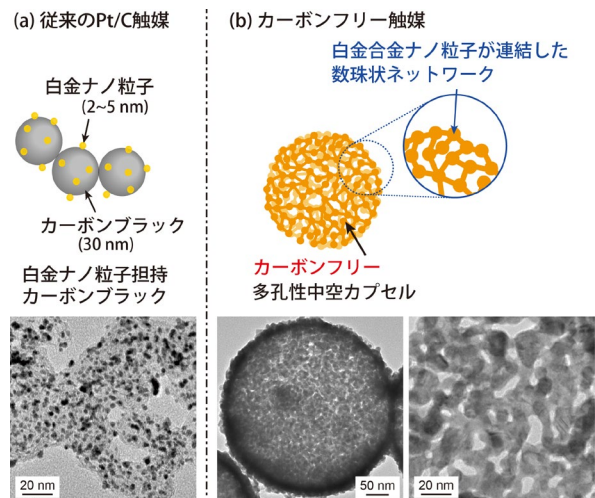 (a) 従来のPt/C触媒
白金ナノ粒子
(2~5 nm)
カーボンブラック
(30 nm)
白金ナノ粒子担持
カーボンブラック
20 nm
(b) カーボンフリー触媒
白金合金ナノ粒子が連結した
数珠状ネットワーク
カーボンフリー
多孔性中空カプセル
50 nm
20 nm